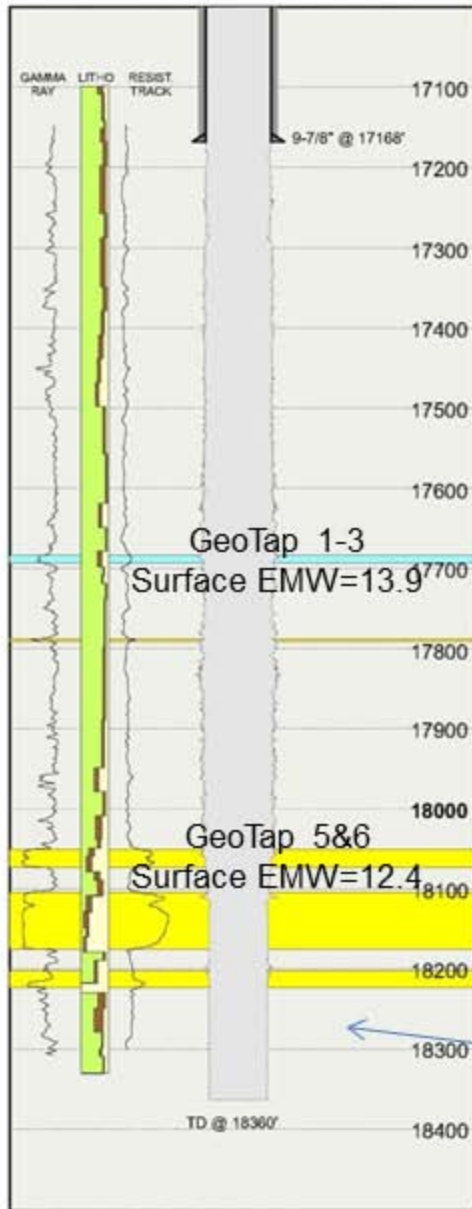 GAMMA RAY
LITHO
RESIST. TRACK
17100
9-7/8" @ 17168'
17200
17300
17400
17500
17600
GeoTap 1-3
17700
Surface EMW=13.9
17800
17900
18000
GeoTap 5&6
Surface EMW=12.4
18100
18200
18300
TD @ 18360'
18400